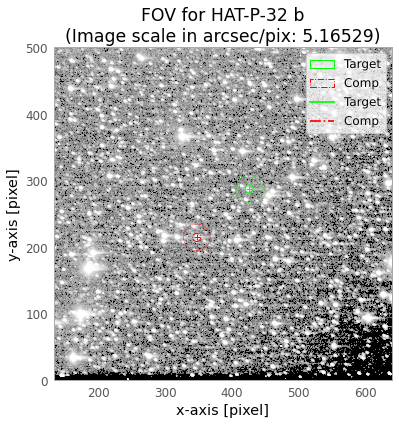 FOV for HAT-P-32 b
(Image scale in arcsec/pix: 5.16529)
Target
Comp
Target
Comp
500
400
300
200
100
0
y-axis [pixel]
200 300 400 500 600
x-axis [pixel]